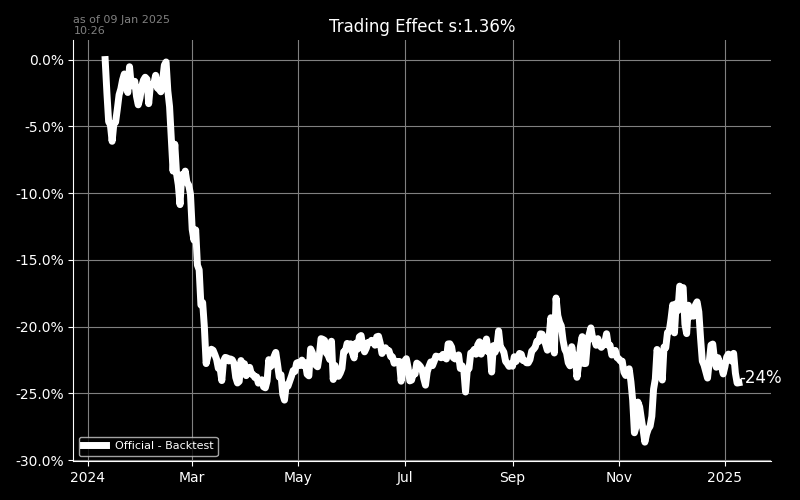 as of 09 Jan 2025
10:26
Trading Effect s:1.36%
0.0%
-5.0%
-10.0%
-15.0%
-20.0%
-25.0%
-30.0%
-24%
Official - Backtest
2024 Mar May Jul Sep Nov 2025